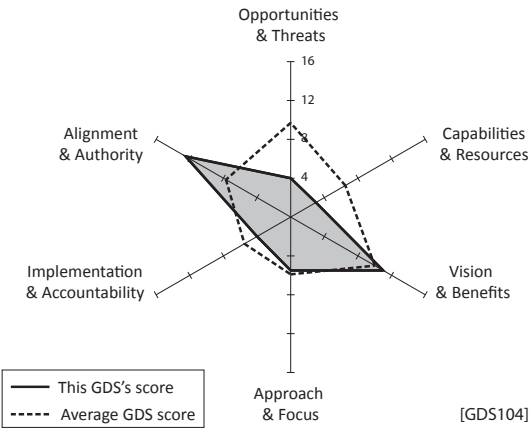 Opportunities
& Threats
16
12
8
4
Alignment
& Authority
Capabilities
& Resources
Implementation
& Accountability
Vision
& Benefits
This GDS's score
Average GDS score
Approach
& Focus
[GDS104]